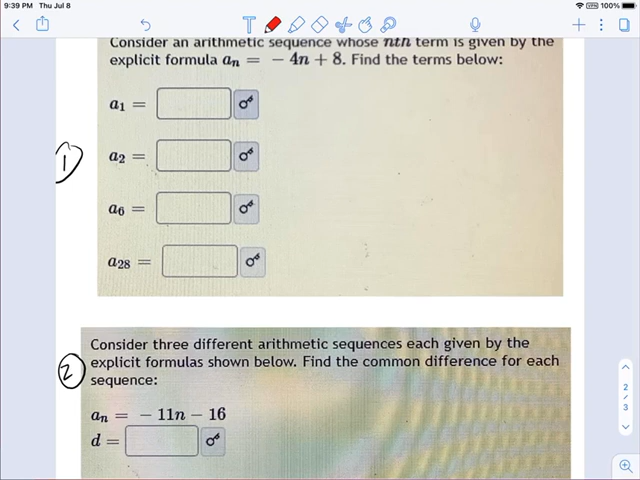 9:39 PM Thu Jul 8
VPN 100%
T
Consider an arithmetic sequence whose nth term is given by the
explicit formula aₙ = − 4n + 8. Find the terms below:
a₁ =
a₂ =
1
a₆ =
a₂₈ =
Consider three different arithmetic sequences each given by the
2 explicit formulas shown below. Find the common difference for each
sequence:
aₙ = − 11n − 16
d =
2
/
3